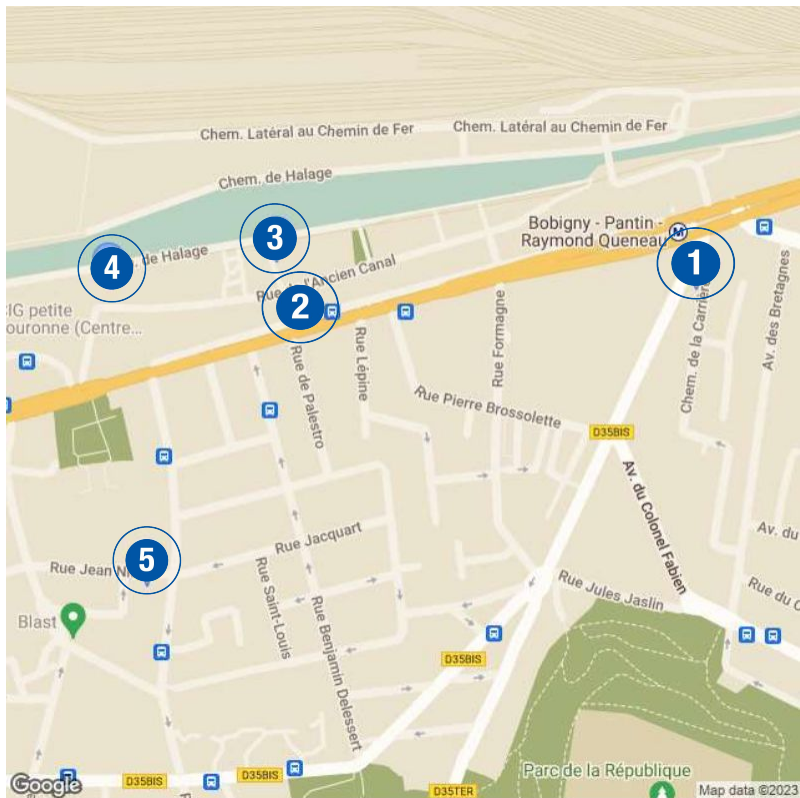 Chem. Latéral au Chemin de Fer
Chem. Latéral au Chemin de Fer
Chem. de Halage
Bobigny - Pantin -
Raymond Queneau
M
3
1
4
de Halage
Rue de l'Ancien Canal
2
Av. des Bretagnes
Chem. de la Carrière
CIG petite
couronne (Centre...
Rue de Palestro
Rue Lépine
Rue Formagne
Rue Pierre Brossolette
D35BIS
Av. du Colonel Fabien
Av. du
5
Rue Jean Ni
Rue Jacquart
Rue Saint-Louis
Rue Benjamin Delessert
Rue Jules Jaslin
Rue du C
Blast
D35BIS
Parc de la République
D35BIS
D35BIS
D35TER
Google
Map data ©2023